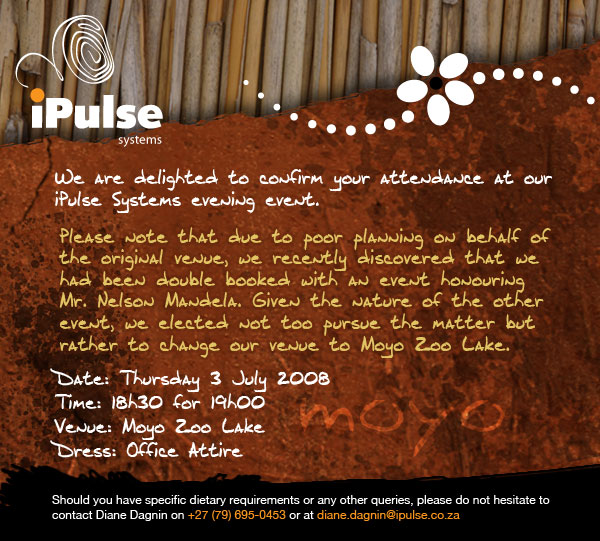 iPulse
systems
We are delighted to confirm your attendance at our
iPulse Systems evening event.
Please note that due to poor planning on behalf of
the original venue, we recently discovered that we
had been double booked with an event honouring
Mr. Nelson Mandela. Given the nature of the other
event, we elected not too pursue the matter but
rather to change our venue to Moyo Zoo Lake.
Date: Thursday 3 July 2008
Time: 18h30 for 19h00
Venue: Moyo Zoo Lake
Dress: Office Attire
moyo
Should you have specific dietary requirements or any other queries, please do not hesitate to
contact Diane Dagnin on +27 (79) 695-0453 or at diane.dagnin@ipulse.co.za